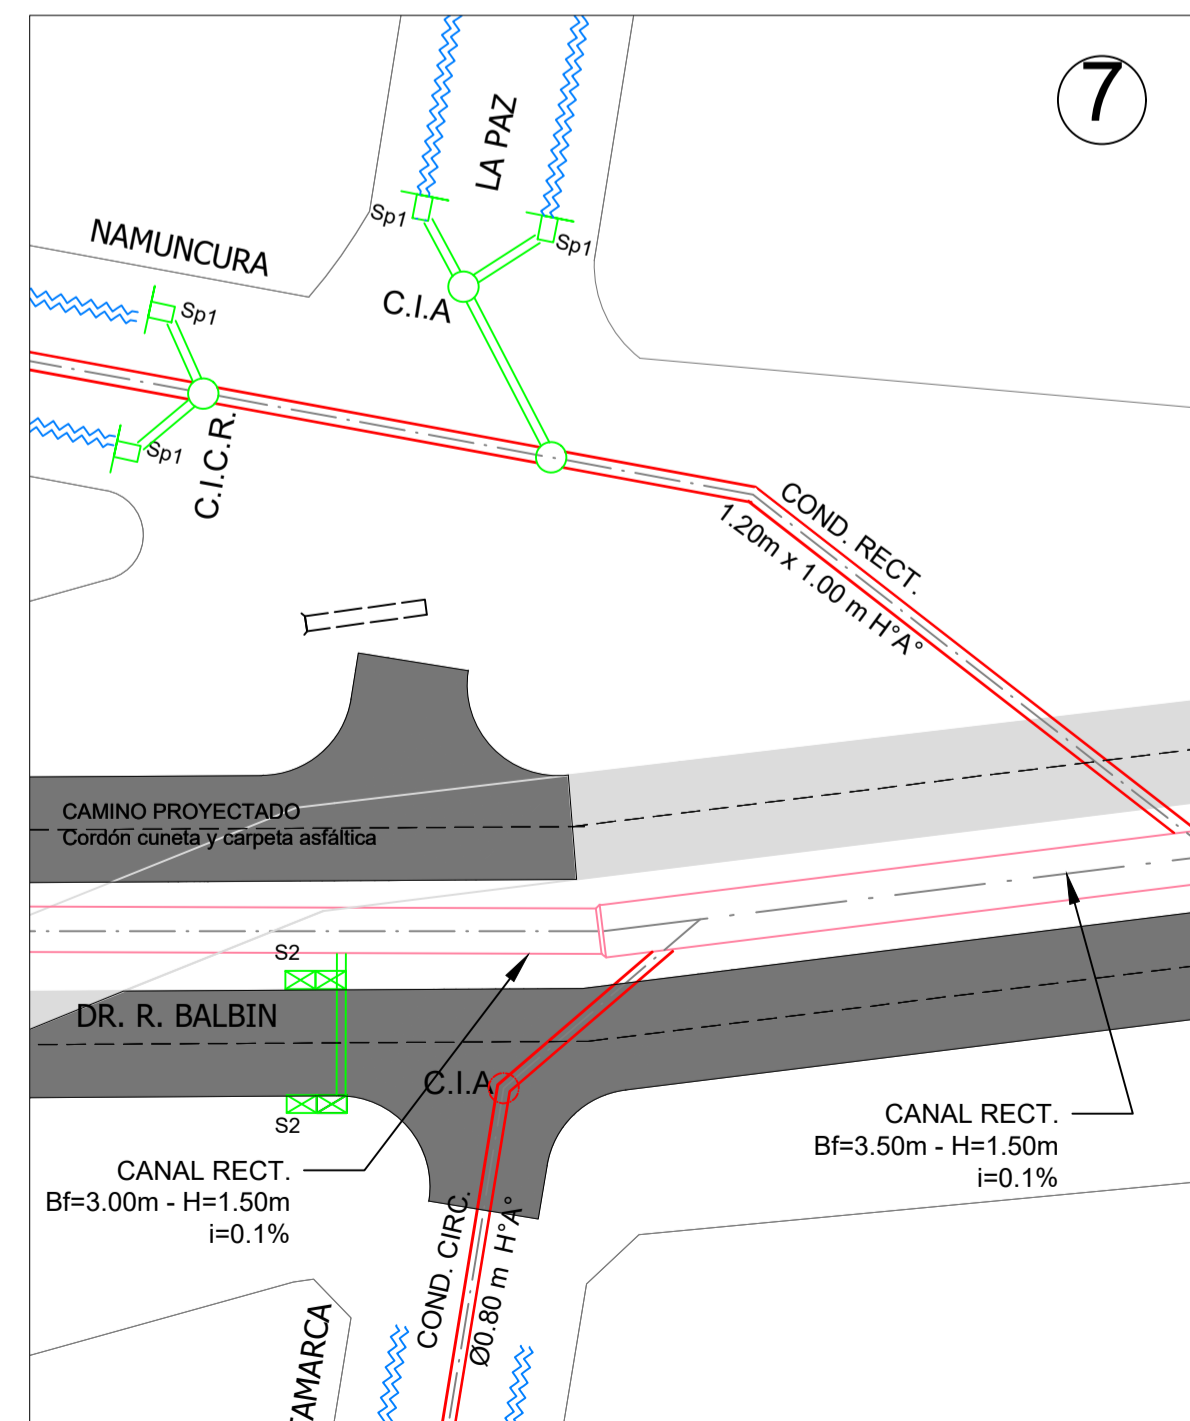 7
LA PAZ
Sp1
Sp1
NAMUNCURA
C.I.A
Sp1
Sp1
C.I.C.R.
COND. RECT.
1.20m x 1.00 m H°A°
CAMINO PROYECTADO
Cordón cuneta y carpeta asfáltica
S2
DR. R. BALBIN
C.I.A
S2
CANAL RECT.
Bf=3.00m - H=1.50m
i=0.1%
CANAL RECT.
Bf=3.50m - H=1.50m
i=0.1%
COND. CIRC.
Ø0.80 m H°A°
TAMARCA